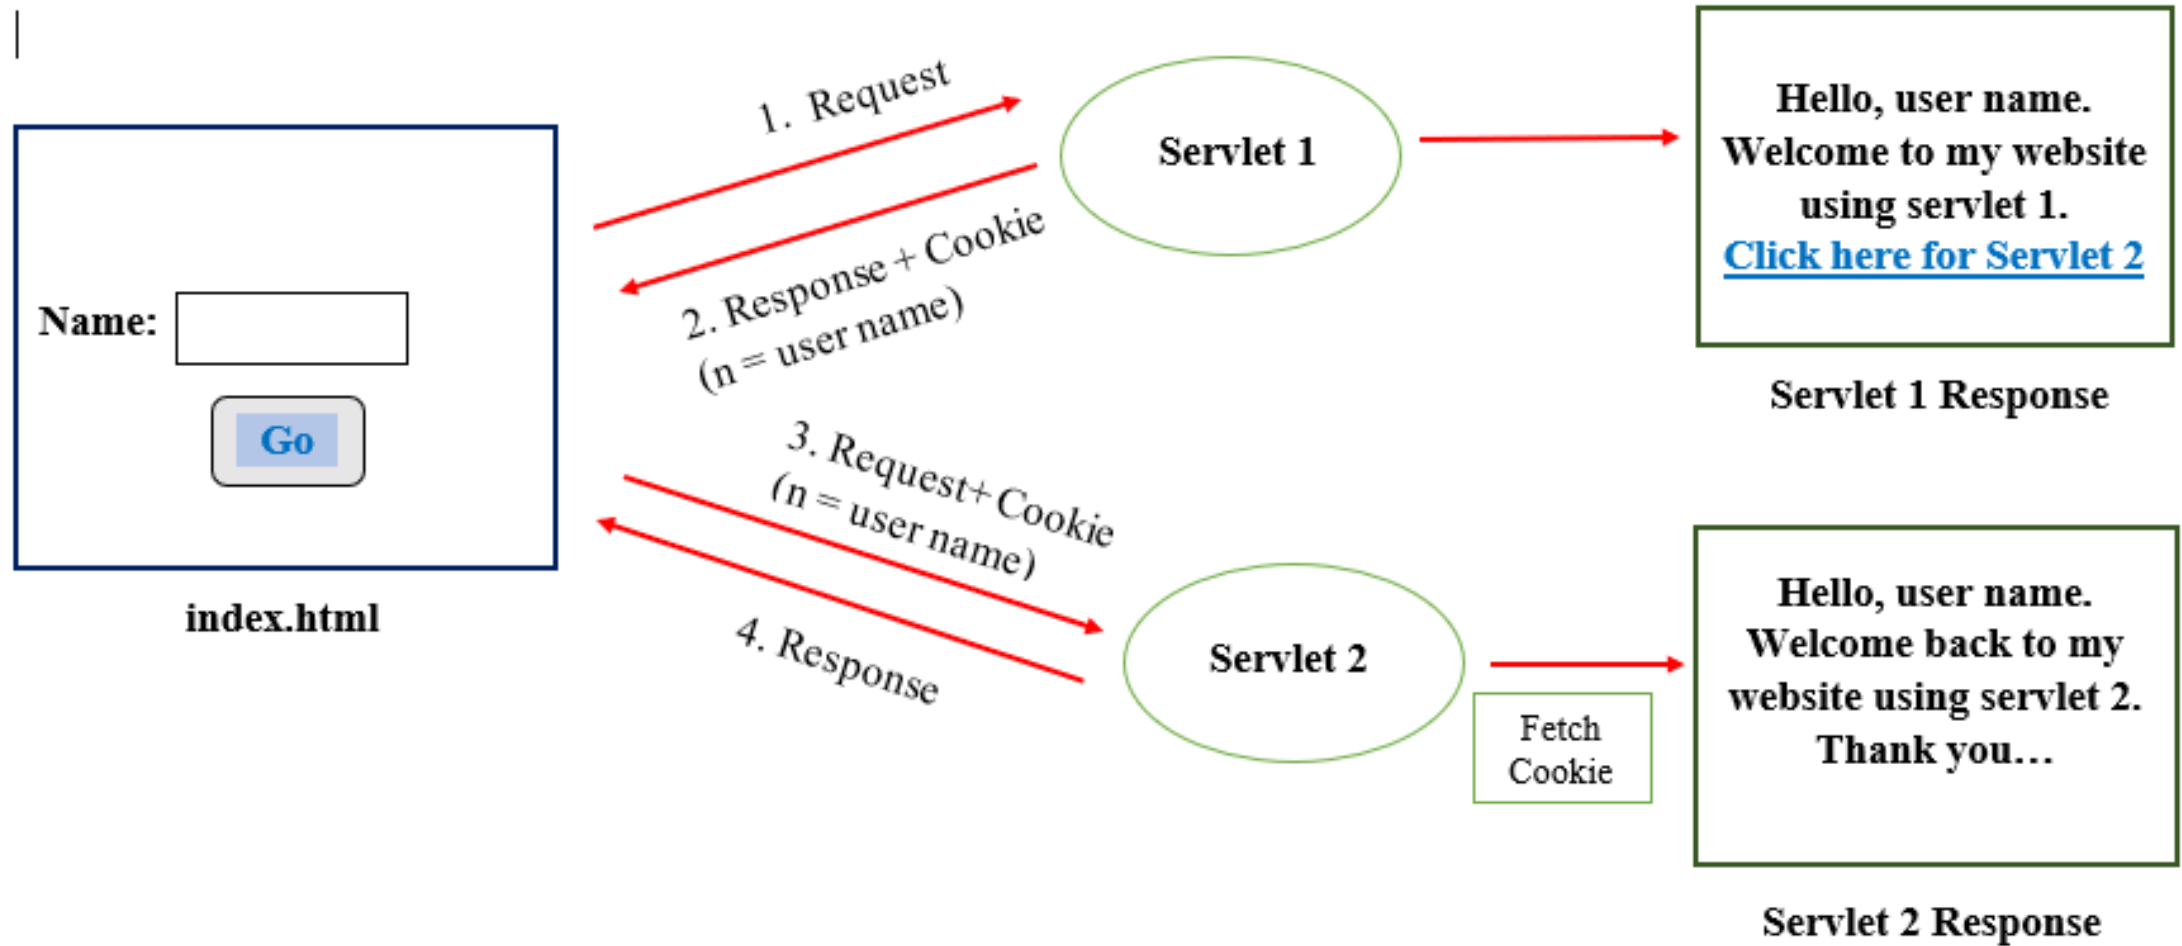 Name:
Go
index.html
1. Request
2. Response + Cookie
(n = user name)
3. Request+ Cookie
(n = user name)
4. Response
Servlet 1
Hello, user name.
Welcome to my website
using servlet 1.
Click here for Servlet 2
Servlet 1 Response
Servlet 2
Fetch
Cookie
Hello, user name.
Welcome back to my
website using servlet 2.
Thank you…
Servlet 2 Response